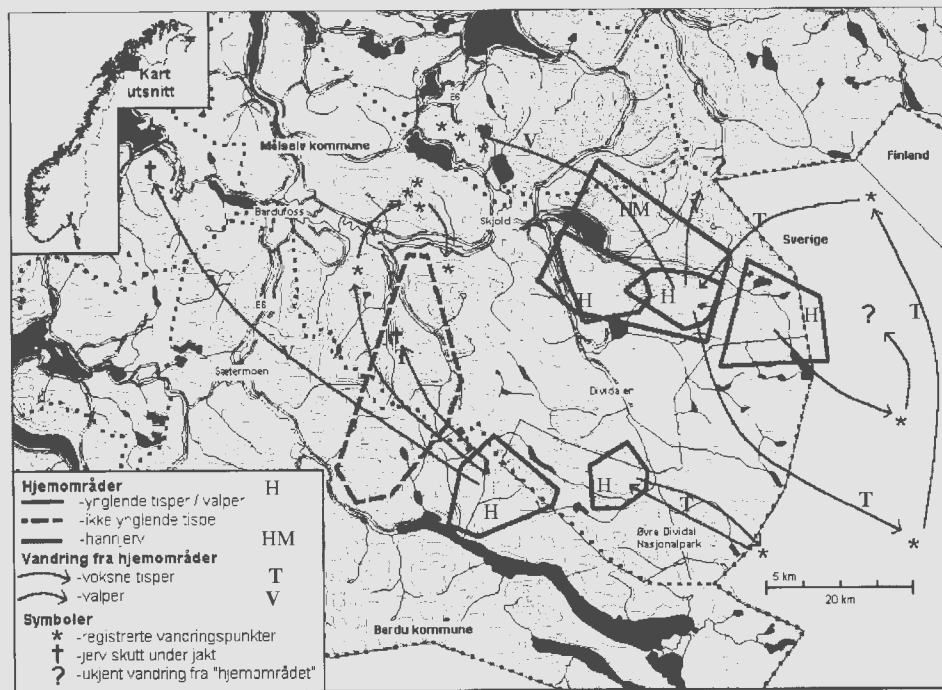 Kart
utsnitt
Målselv kommune
E6
V
Finland
Bardufoss
Skjold
HM
V
T
Sverige
H
H
H
T
?
E6
V
Sætermoen
Dividalen
H
H
T
T
Øvre Dividal
Nasjonalpark
5 km
20 km
Bardu kommune
Hjemområder H
-ynglende tisper / valper
-ikke ynglende tispe
-hannjerv HM
Vandring fra hjemområder
-voksne tisper T
-valper V
Symboler
* -registrerte vandringspunkter
† -jerv skutt under jakt
? -ukjent vandring fra "hjemområdet"